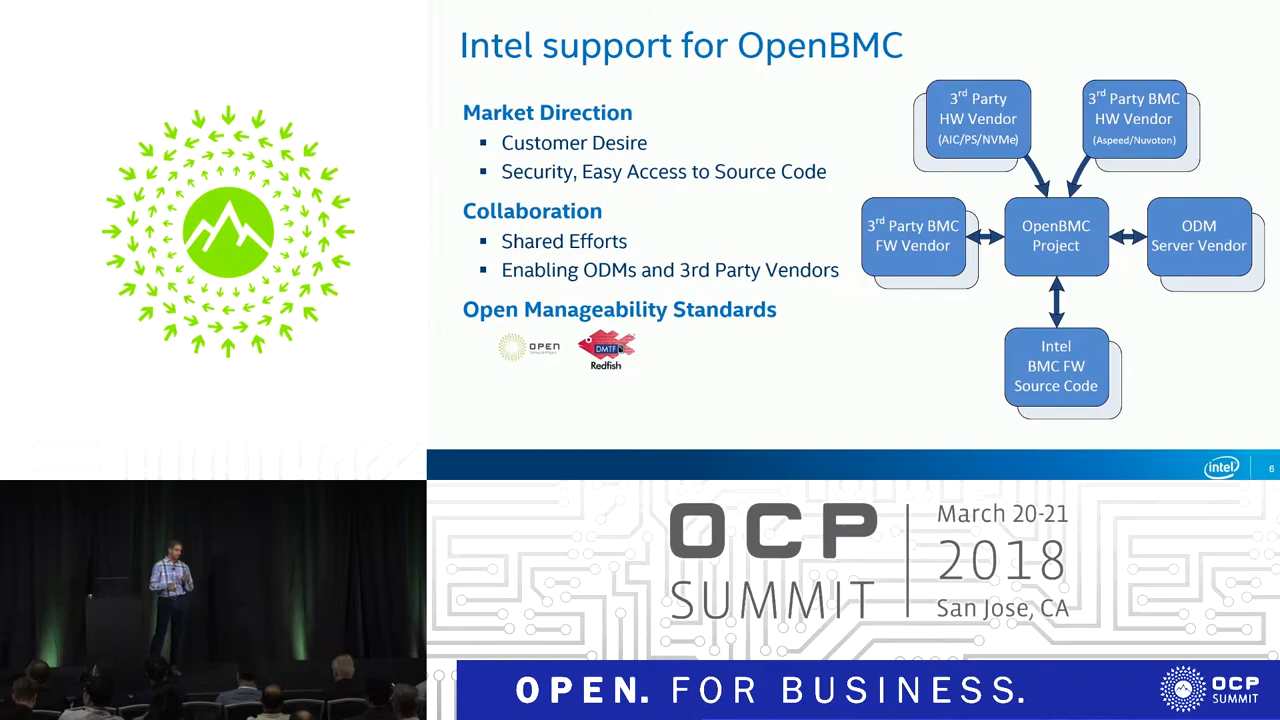 Intel support for OpenBMC
Market Direction
▪ Customer Desire
▪ Security, Easy Access to Source Code
Collaboration
▪ Shared Efforts
▪ Enabling ODMs and 3rd Party Vendors
Open Manageability Standards
OPEN
DMTF
Redfish
3rd Party
HW Vendor
(AIC/PS/NVMe)
3rd Party BMC
HW Vendor
(Aspeed/Nuvoton)
3rd Party BMC
FW Vendor
OpenBMC
Project
ODM
Server Vendor
Intel
BMC FW
Source Code
intel
6
OCP
SUMMIT
March 20-21
2018
San Jose, CA
OPEN. FOR BUSINESS.
OCP
SUMMIT